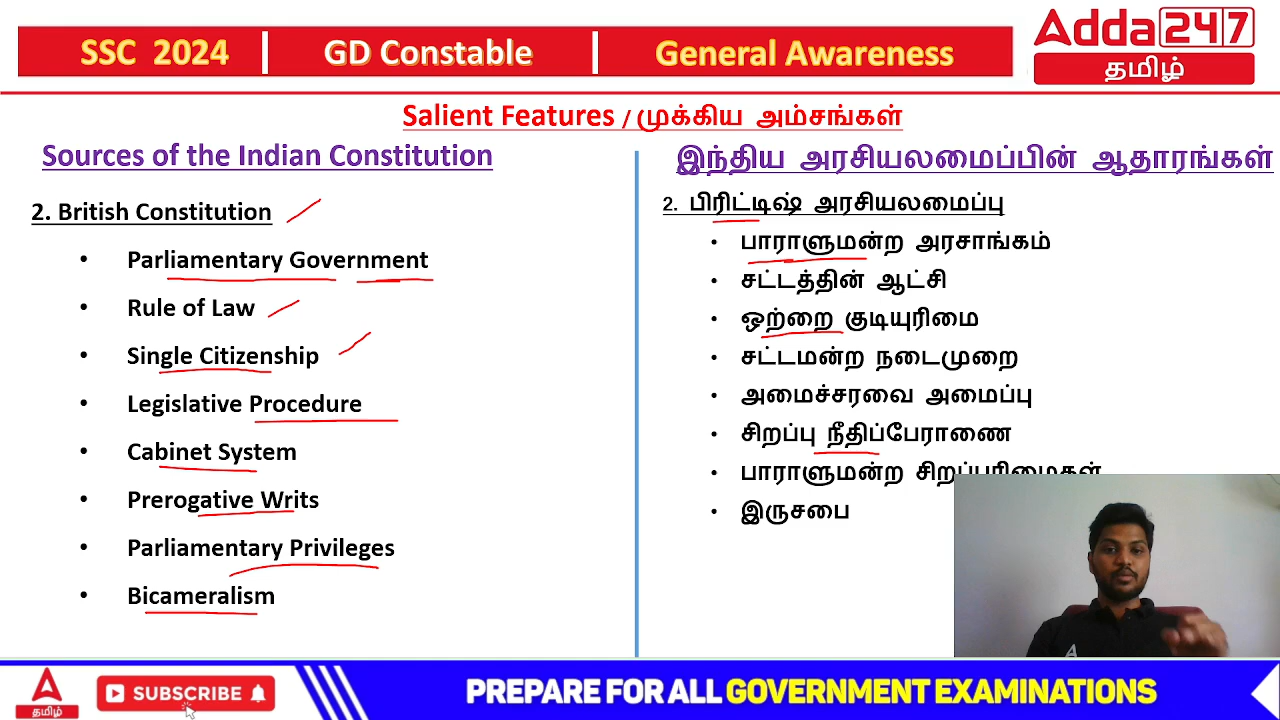 SSC 2024
GD Constable
General Awareness
Adda247
தமிழ்
Salient Features / முக்கிய அம்சங்கள்
Sources of the Indian Constitution
2. British Constitution
• Parliamentary Government
• Rule of Law
• Single Citizenship
• Legislative Procedure
• Cabinet System
• Prerogative Writs
• Parliamentary Privileges
• Bicameralism
இந்திய அரசியலமைப்பின் ஆதாரங்கள்
2. பிரிட்டிஷ் அரசியலமைப்பு
• பாராளுமன்ற அரசாங்கம்
• சட்டத்தின் ஆட்சி
• ஒற்றை குடியுரிமை
• சட்டமன்ற நடைமுறை
• அமைச்சரவை அமைப்பு
• சிறப்பு நீதிப்பேராணை
• பாராளுமன்ற சிறப்புரிமைகள்
• இருசபை
A
தமிழ்
SUBSCRIBE
PREPARE FOR ALL GOVERNMENT EXAMINATIONS